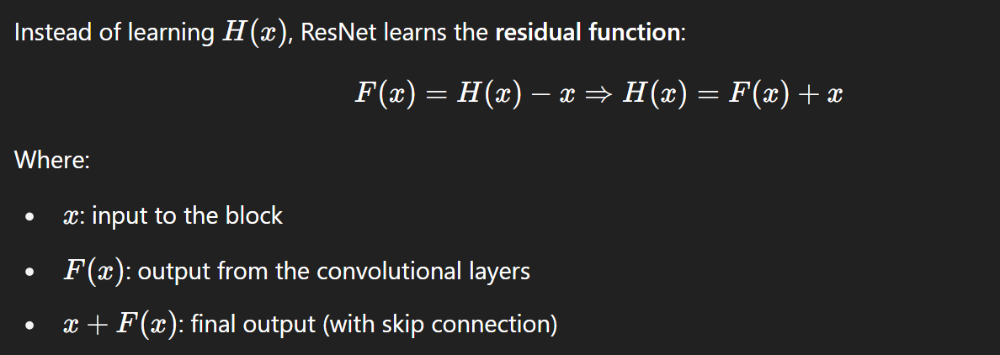 Instead of learning H(x), ResNet learns the residual function:
F(x) = H(x) − x ⇒ H(x) = F(x) + x
Where:
• x: input to the block
• F(x): output from the convolutional layers
• x + F(x): final output (with skip connection)